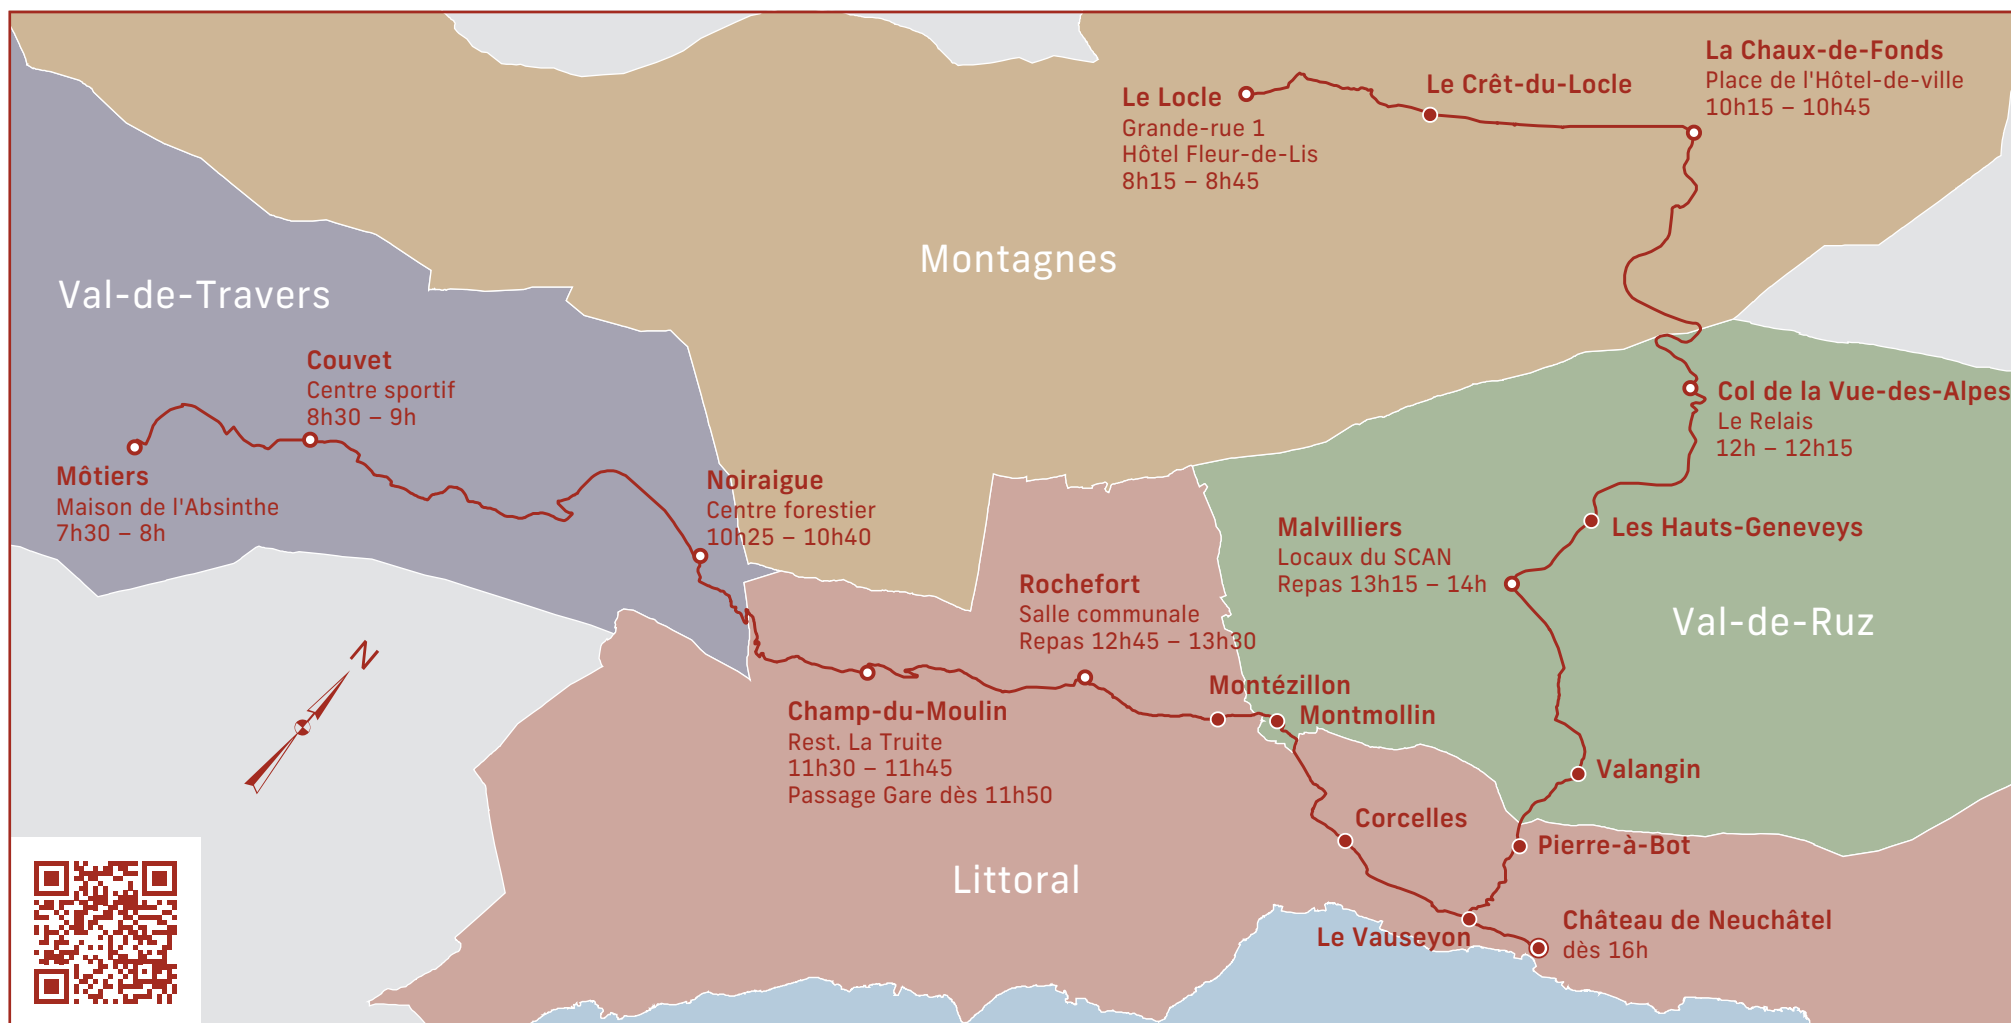 La Chaux-de-Fonds
Place de l'Hôtel-de-ville
10h15 – 10h45
Le Crêt-du-Locle
Le Locle
Grande-rue 1
Hôtel Fleur-de-Lis
8h15 – 8h45
Montagnes
Val-de-Travers
Couvet
Centre sportif
8h30 – 9h
Col de la Vue-des-Alpes
Le Relais
12h – 12h15
Môtiers
Maison de l'Absinthe
7h30 – 8h
Noiraigue
Centre forestier
10h25 – 10h40
Malvilliers
Locaux du SCAN
Repas 13h15 – 14h
Les Hauts-Geneveys
Rochefort
Salle communale
Repas 12h45 – 13h30
Val-de-Ruz
N
Montézillon
Montmollin
Champ-du-Moulin
Rest. La Truite
11h30 – 11h45
Passage Gare dès 11h50
Valangin
Corcelles
Pierre-à-Bot
Littoral
Le Vauseyon
Château de Neuchâtel
dès 16h